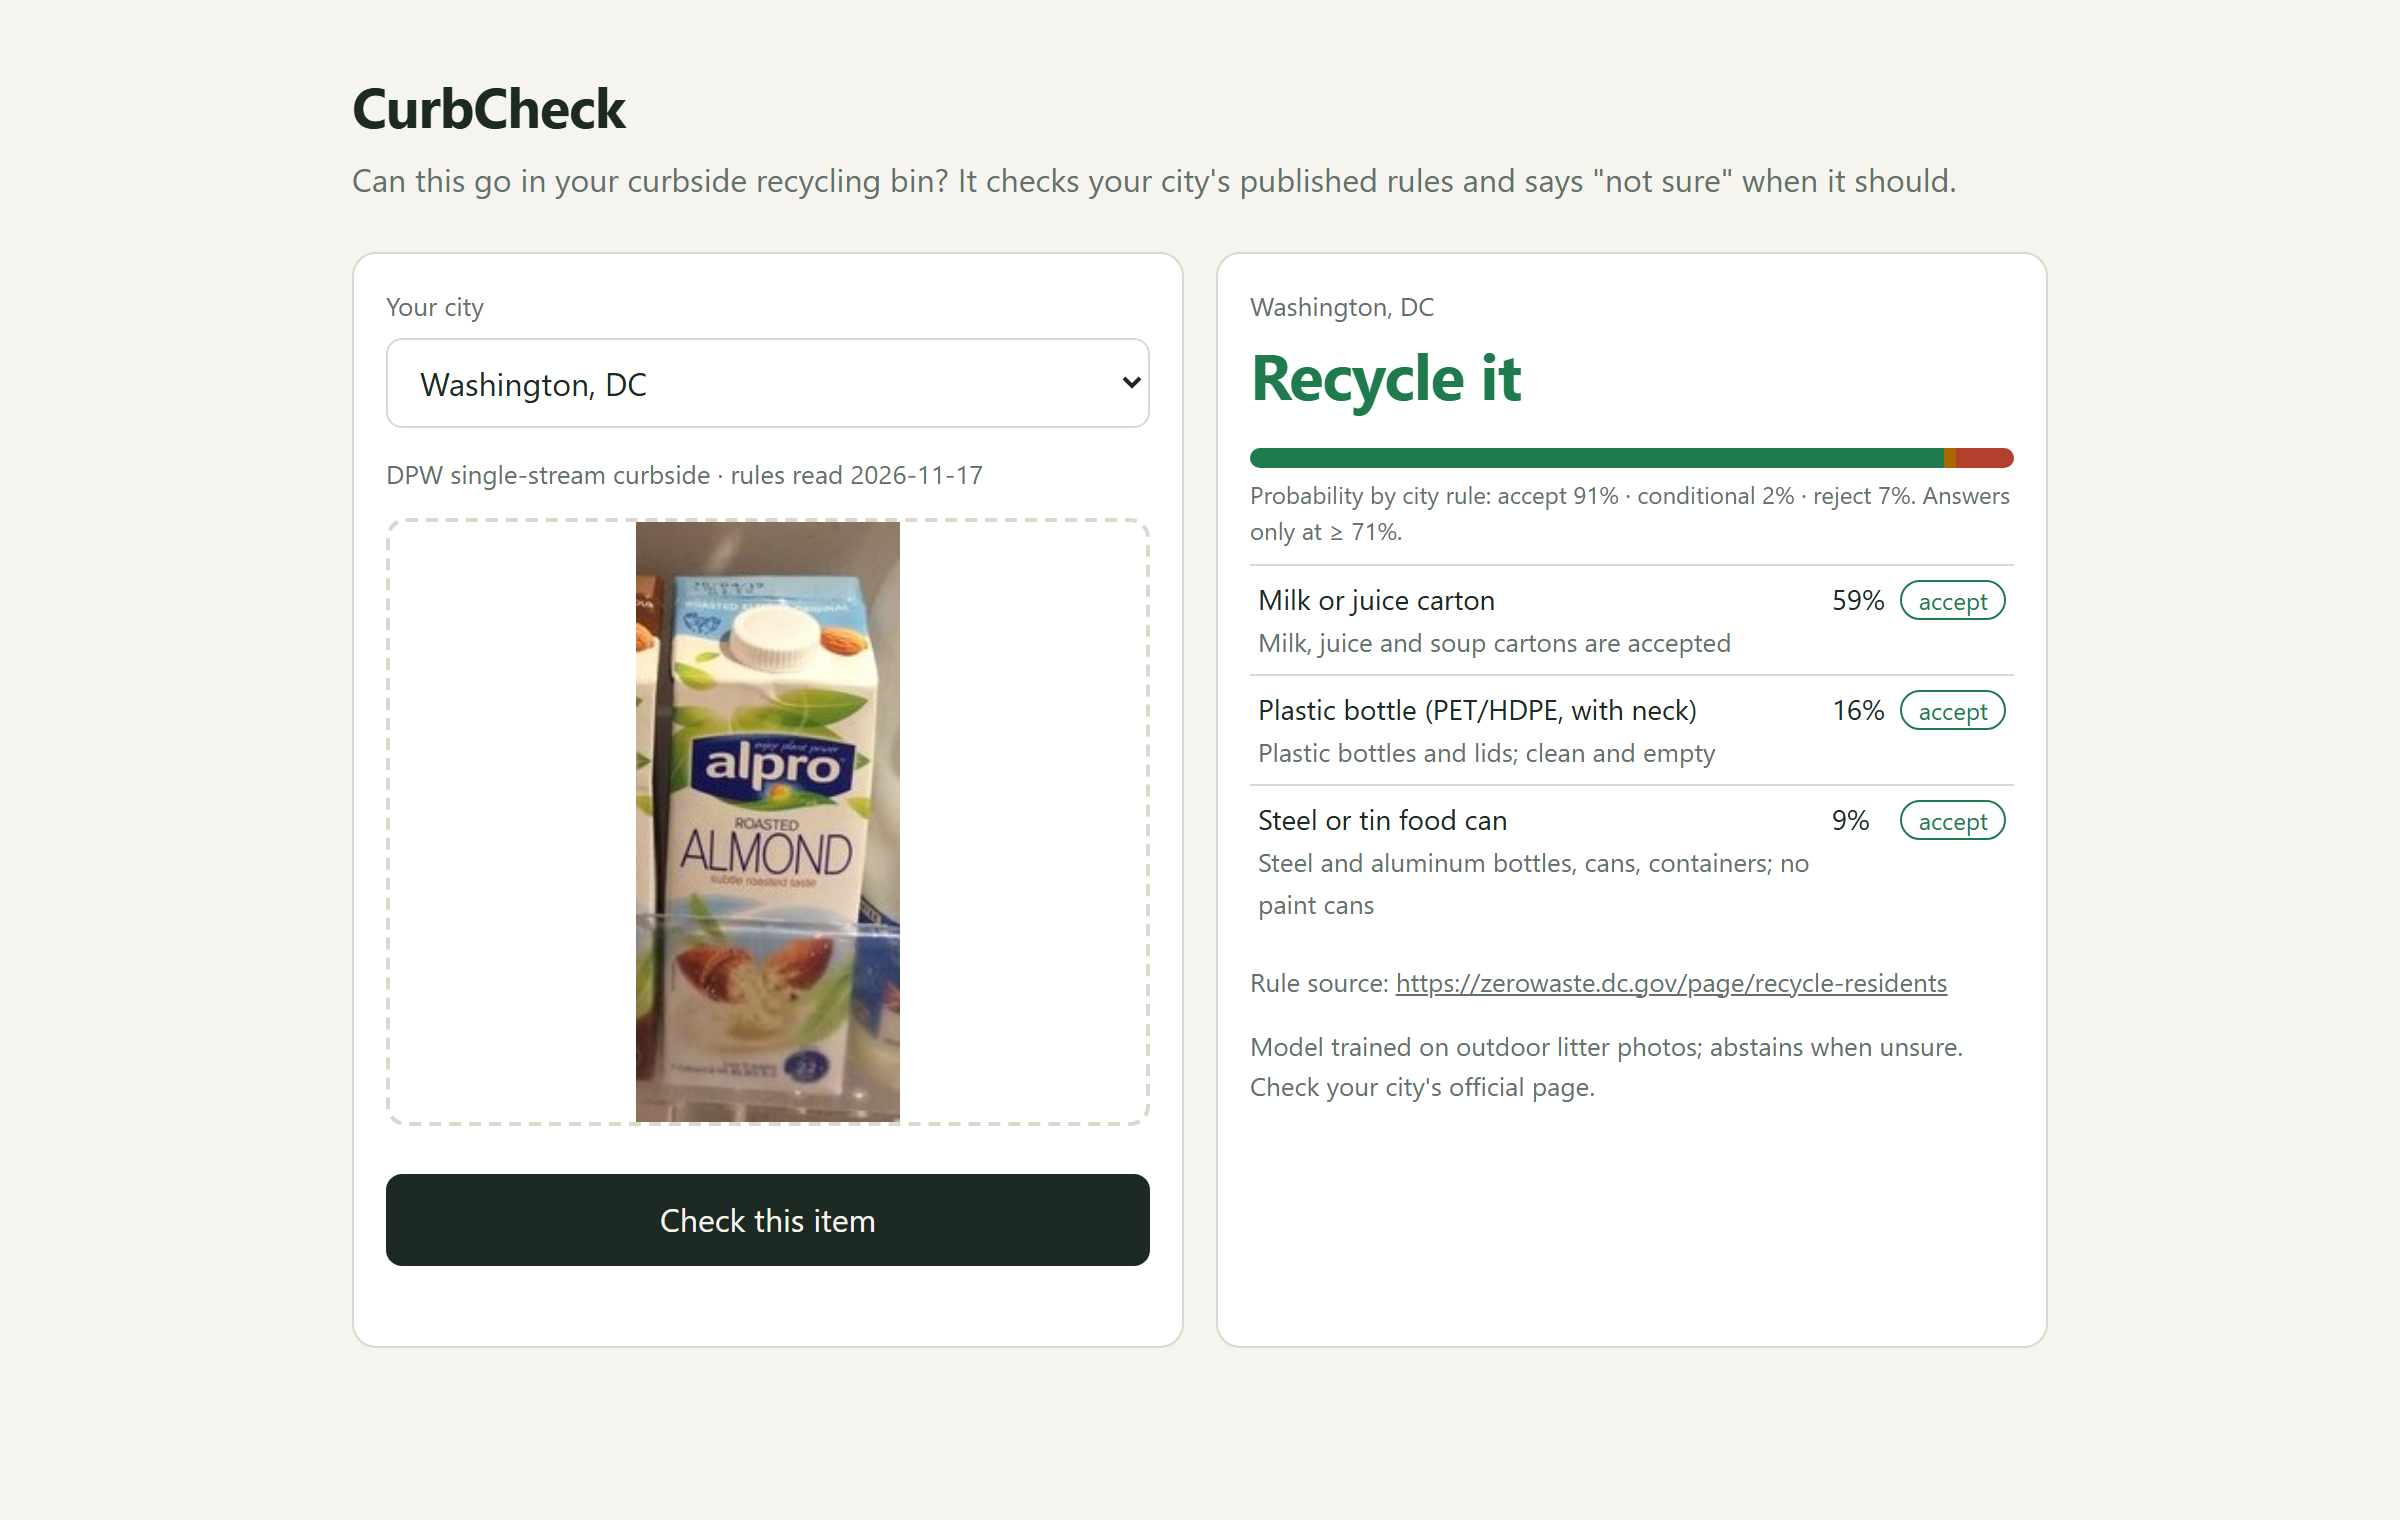 CurbCheck
Can this go in your curbside recycling bin? It checks your city's published rules and says "not sure" when it should.
Your city
Washington, DC
DPW single-stream curbside · rules read 2026-11-17
enjoy plant power
alpro
ROASTED
ALMOND
subtle roasted taste
Check this item
Washington, DC
Recycle it
Probability by city rule: accept 91% · conditional 2% · reject 7%. Answers
only at ≥ 71%.
Milk or juice carton 59% accept
Milk, juice and soup cartons are accepted
Plastic bottle (PET/HDPE, with neck) 16% accept
Plastic bottles and lids; clean and empty
Steel or tin food can 9% accept
Steel and aluminum bottles, cans, containers; no
paint cans
Rule source: https://zerowaste.dc.gov/page/recycle-residents
Model trained on outdoor litter photos; abstains when unsure.
Check your city's official page.